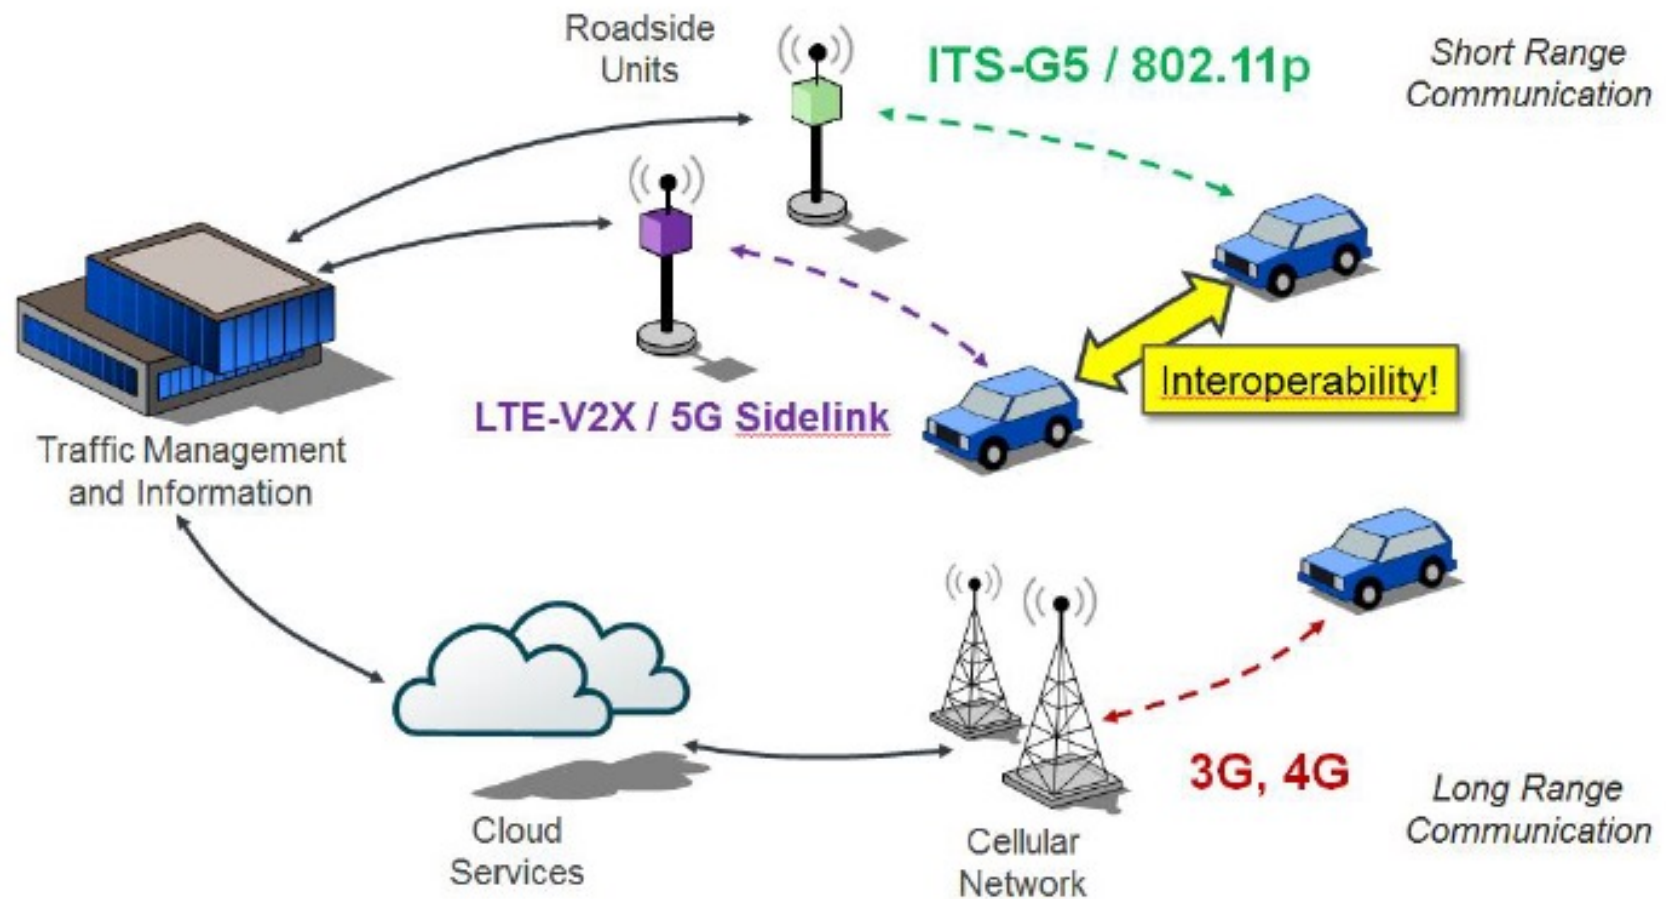 Roadside
Units
ITS-G5 / 802.11p
Short Range
Communication
Interoperability!
LTE-V2X / 5G Sidelink
Traffic Management
and Information
3G, 4G
Long Range
Communication
Cloud
Services
Cellular
Network